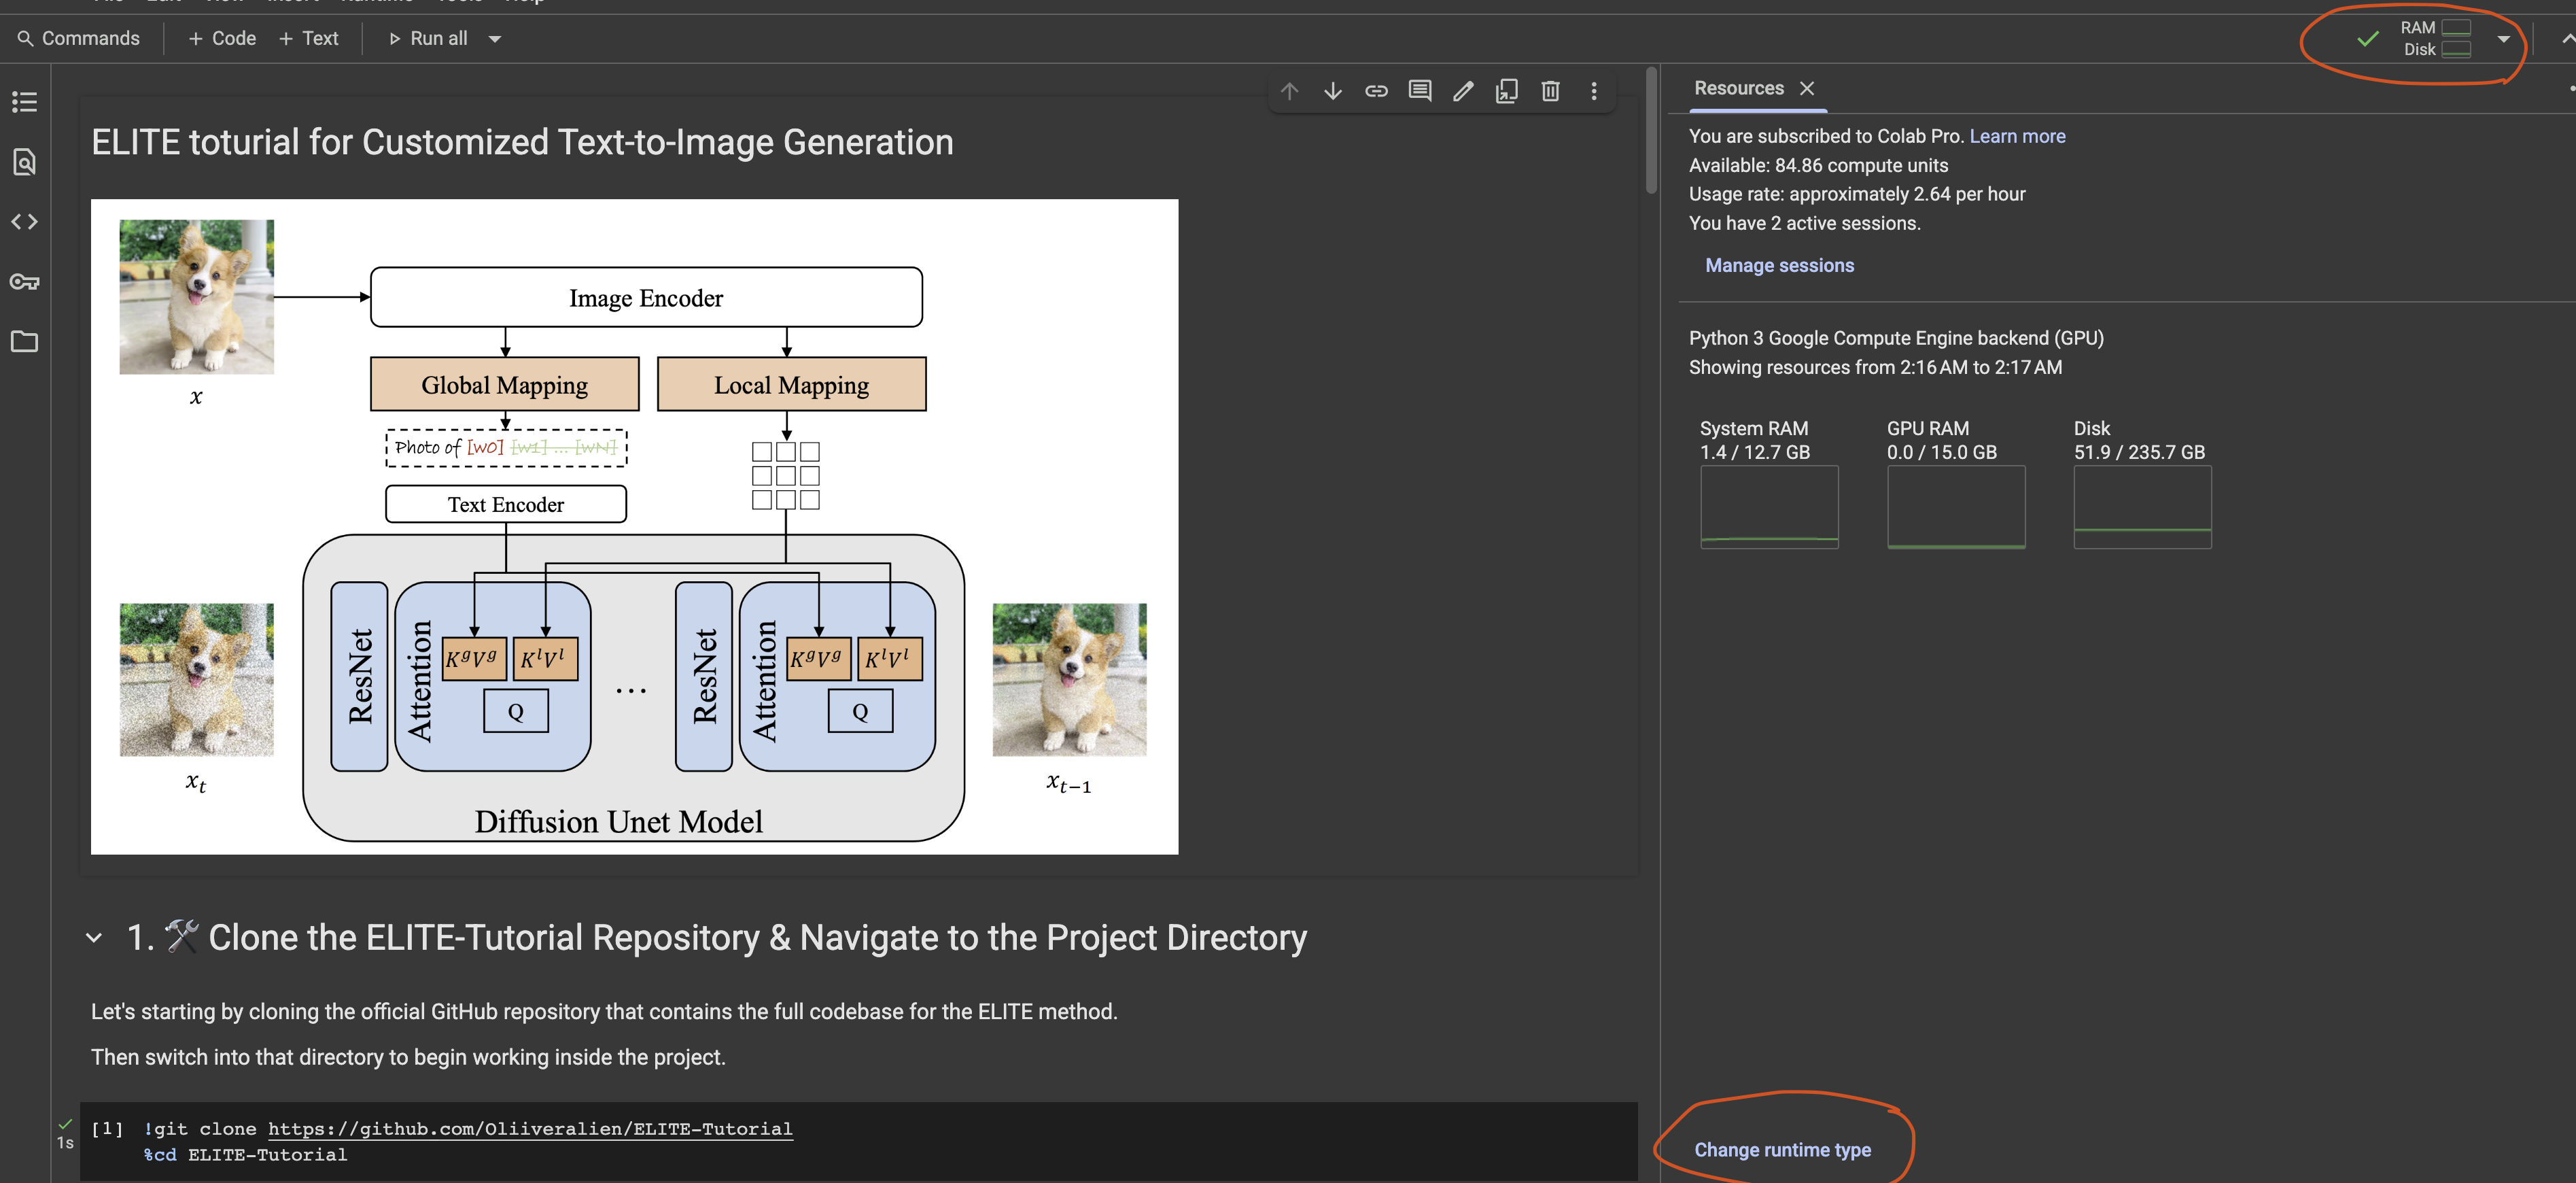 Commands
+ Code
+ Text
Run all
RAM
Disk
ELITE toturial for Customized Text-to-Image Generation
x
Image Encoder
Global Mapping
Local Mapping
Photo of [w0] [w1] ... [wN]
Text Encoder
ResNet
Attention
KᵍVᵍ
KˡVˡ
Q
...
ResNet
Attention
KᵍVᵍ
KˡVˡ
Q
xₜ
xₜ₋₁
Diffusion Unet Model
1. 🛠 Clone the ELITE-Tutorial Repository & Navigate to the Project Directory
Let's starting by cloning the official GitHub repository that contains the full codebase for the ELITE method.
Then switch into that directory to begin working inside the project.
1s
[1] !git clone https://github.com/Oliiveralien/ELITE-Tutorial
%cd ELITE-Tutorial
Resources
You are subscribed to Colab Pro. Learn more
Available: 84.86 compute units
Usage rate: approximately 2.64 per hour
You have 2 active sessions.
Manage sessions
Python 3 Google Compute Engine backend (GPU)
Showing resources from 2:16 AM to 2:17 AM
System RAM
1.4 / 12.7 GB
GPU RAM
0.0 / 15.0 GB
Disk
51.9 / 235.7 GB
Change runtime type